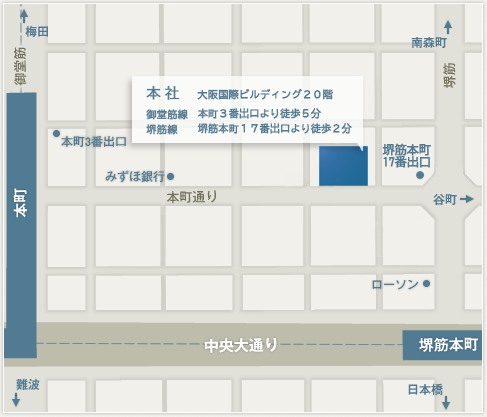 梅田
御堂筋
南森町
堺筋
本社 大阪国際ビルディング２０階
御堂筋線 本町３番出口より徒歩５分
堺筋線 堺筋本町１７番出口より徒歩２分
本町3番出口
堺筋本町
17番出口
みずほ銀行
本町通り
本町
谷町
ローソン
中央大通り
堺筋本町
難波
日本橋